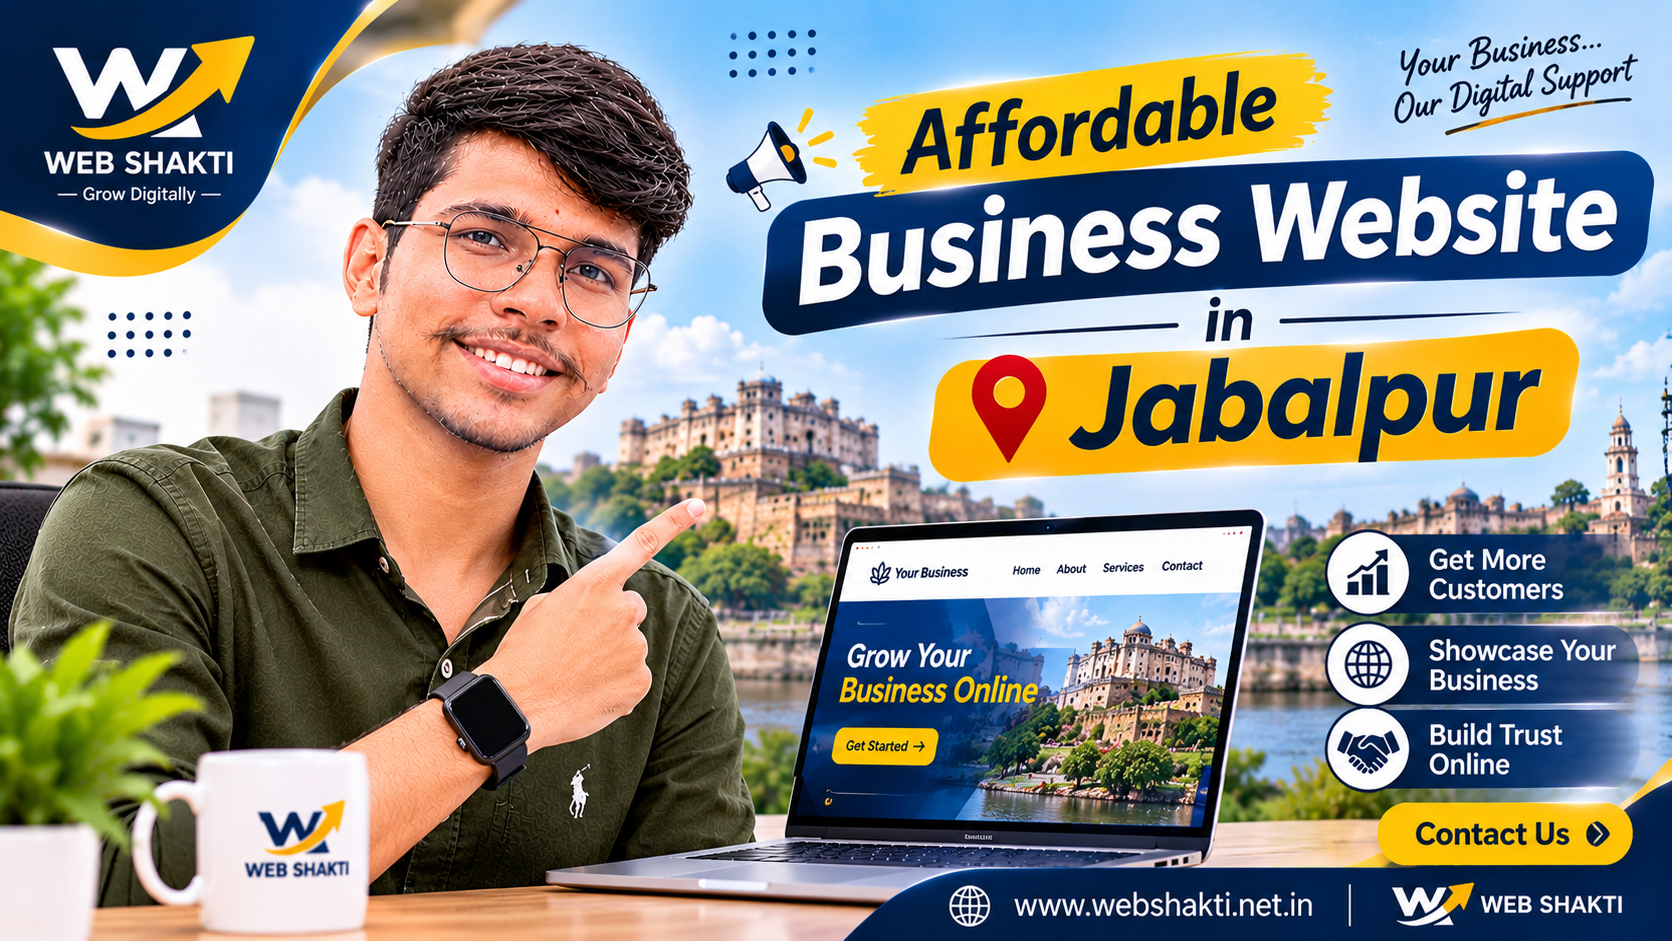 WEB SHAKTI
— Grow Digitally —
Your Business...
Our Digital Support
Affordable
Business Website
in
Jabalpur
Your Business
Home About Services Contact
Grow Your
Business Online
Get Started →
Get More
Customers
Showcase Your
Business
Build Trust
Online
Contact Us
WEB SHAKTI
www.webshakti.net.in
WEB SHAKTI